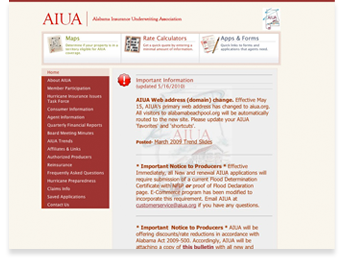 AIUA Alabama Insurance Underwriting Association
Maps
Determine if your property is in a
territory eligible for coverage.
Rate Calculators
Get a quick quote by entering a
minimal amount of information.
Apps & Forms
Quick links to forms and
applications that agents need.
Home
About AIUA
Member Participation
Hurricane Insurance Issues
Task Force
Consumer Information
Agent Information
Quarterly Financial Reports
Board Meeting Minutes
AIUA Trends
Affiliates & Links
Authorized Producers
Reinsurance
Frequently Asked Questions
Hurricane Preparedness
Claims Info
Saved Applications
Contact Us
Important Information
(updated 5/16/2013)
AIUA Web address (domain) change. Effective May
15, AIUA's primary web address has changed to aiua.org.
All visitors to alabamabeachpool.org will be automatically
routed to the new site. Please update your AIUA
'favorites' and 'shortcuts'.
Posted: March 2009 Trend Slides
* Important Notice to Producers * Effective
Immediately, all New and renewal AIUA applications will
require submission of a current Flood Determination
Certificate with NFIP or proof of Flood Declaration
page. E-Commerce program has been modified to
incorporate this requirement. Email AIUA at
customerservice@aiua.org if you have any questions.
* Important Notice to Producers * AIUA will be
offering discounts/rate reductions in accordance with
Alabama Act 2009-500. Accordingly, AIUA will be
attaching a copy of this bulletin with all new and